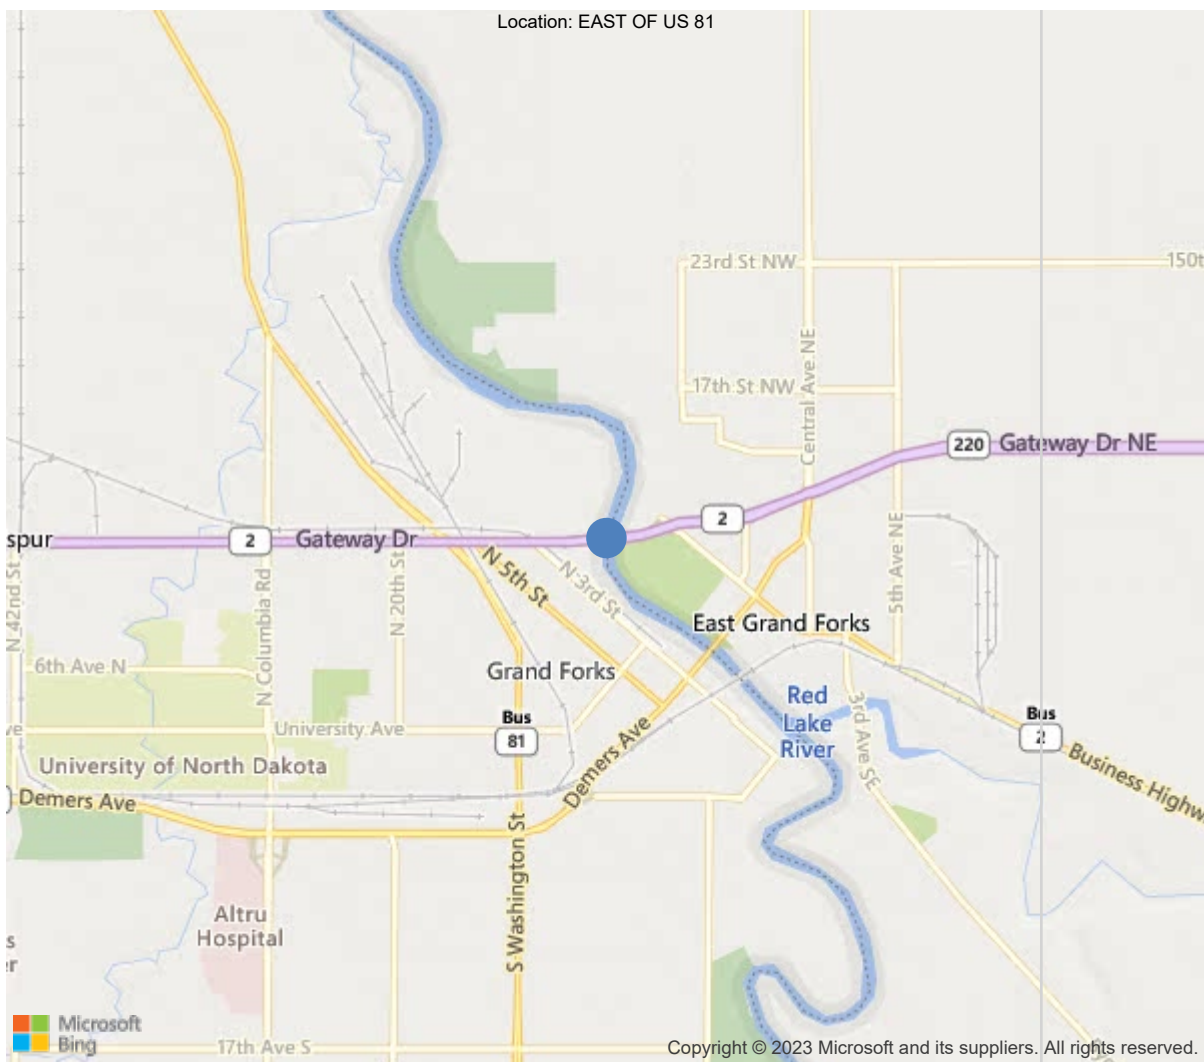 Location: EAST OF US 81
23rd St NW
150t
17th St NW
Central Ave NE
220
Gateway Dr NE
2
spur
2
Gateway Dr
N 42nd St
N Columbia Rd
N 20th St
N 5th St
N 3rd St
5th Ave NE
East Grand Forks
6th Ave N
Grand Forks
Red
Lake
River
3rd Ave SE
Bus
81
Bus
2
University Ave
ve
University of North Dakota
Demers Ave
Demers Ave
Business Highw
S Washington St
Altru
Hospital
s
r
17th Ave S
Microsoft
Bing
Copyright © 2023 Microsoft and its suppliers. All rights reserved.